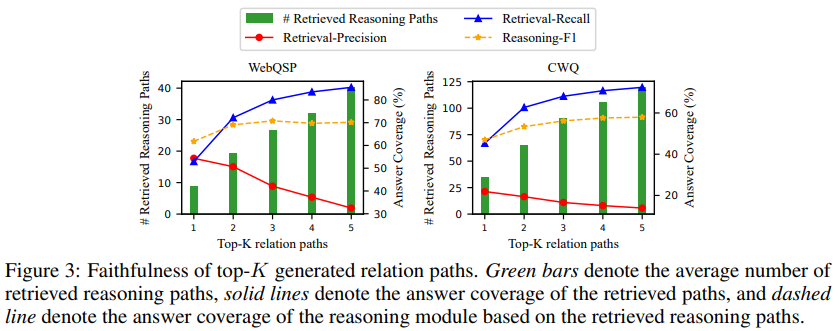 # Retrieved Reasoning Paths
Retrieval-Recall
Retrieval-Precision
Reasoning-F1
WebQSP
# Retrieved Reasoning Paths
40
30
20
10
0
80
70
60
50
40
30
Answer Coverage (%)
1 2 3 4 5
Top-K relation paths
CWQ
# Retrieved Reasoning Paths
125
100
75
50
25
0
60
40
20
Answer Coverage (%)
1 2 3 4 5
Top-K relation paths
Figure 3: Faithfulness of top-K generated relation paths. Green bars denote the average number of
retrieved reasoning paths, solid lines denote the answer coverage of the retrieved paths, and dashed
line denote the answer coverage of the reasoning module based on the retrieved reasoning paths.